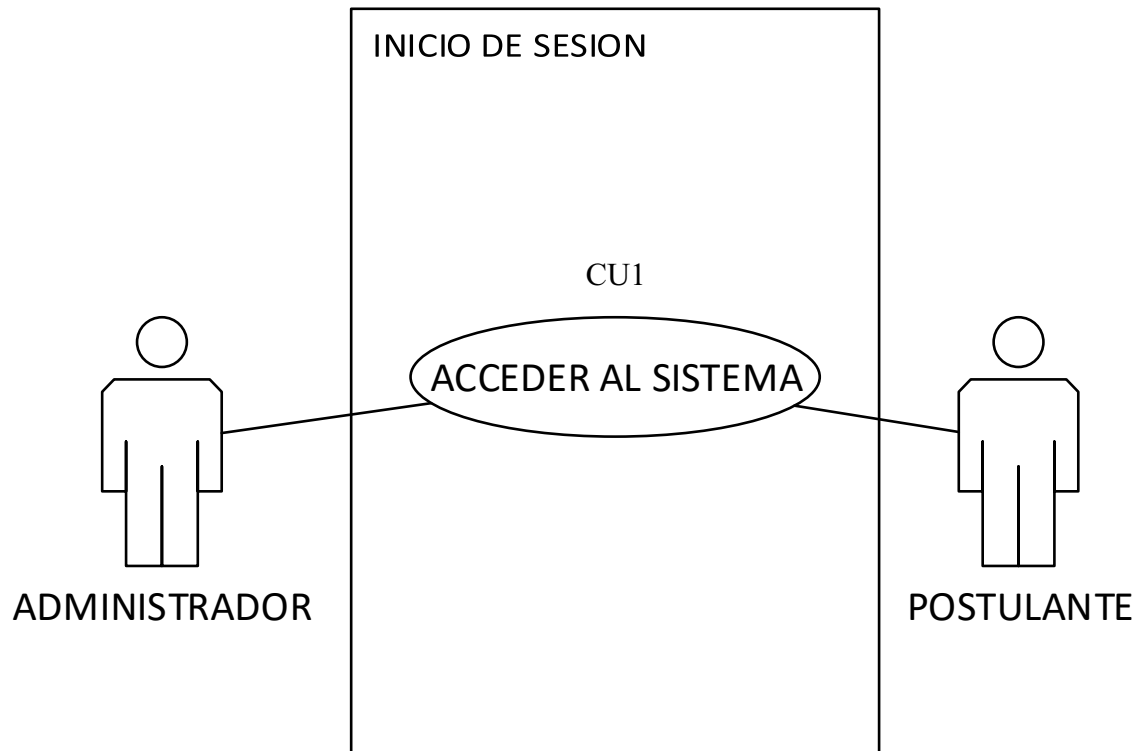 INICIO DE SESION
CU1
ACCEDER AL SISTEMA
ADMINISTRADOR
POSTULANTE